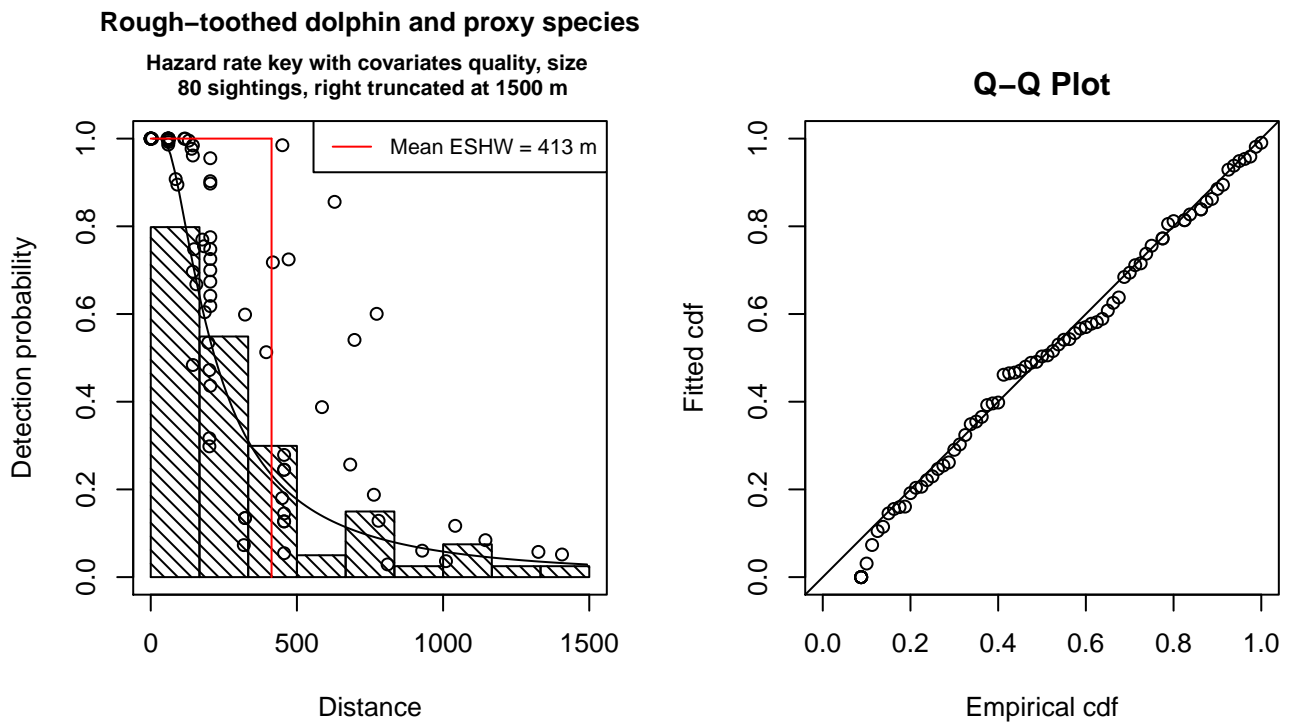 Rough−toothed dolphin and proxy species
Hazard rate key with covariates quality, size
80 sightings, right truncated at 1500 m
Mean ESHW = 413 m
Detection probability
1.0
0.8
0.6
0.4
0.2
0.0
0 500 1000 1500
Distance
Q−Q Plot
Fitted cdf
1.0
0.8
0.6
0.4
0.2
0.0
0.0 0.2 0.4 0.6 0.8 1.0
Empirical cdf